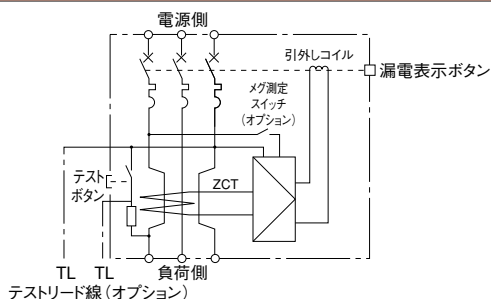 電源側
引外しコイル
漏電表示ボタン
メグ測定
スイッチ
(オプション)
テスト
ボタン
ZCT
TL TL 負荷側
テストリード線(オプション)